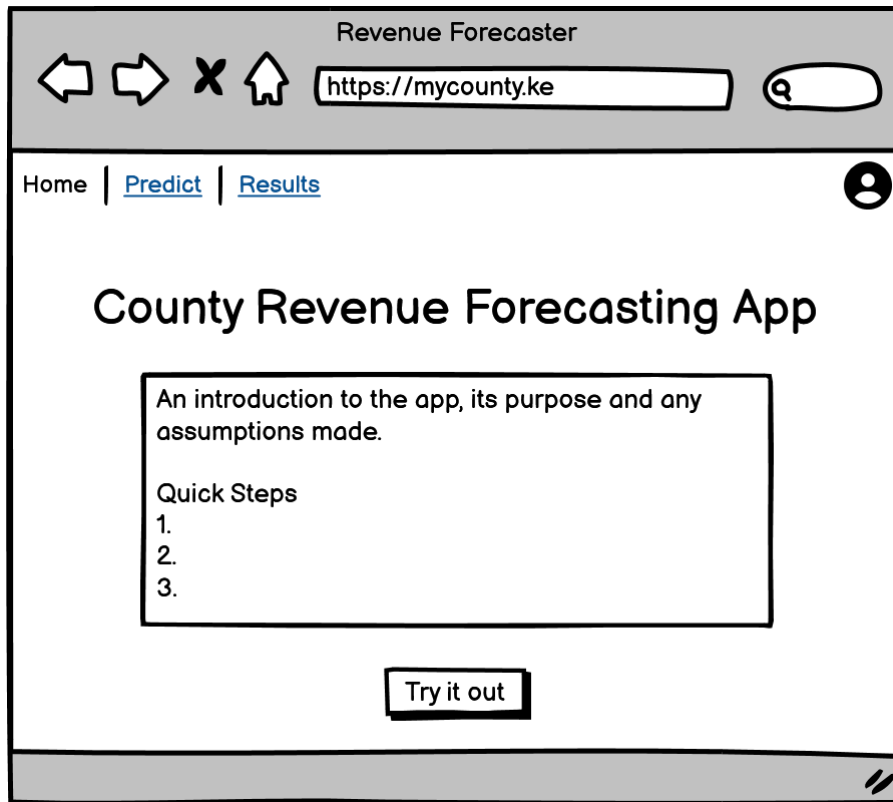 Revenue Forecaster
https://mycounty.ke
Home Predict Results
County Revenue Forecasting App
An introduction to the app, its purpose and any
assumptions made.
Quick Steps
1.
2.
3.
Try it out